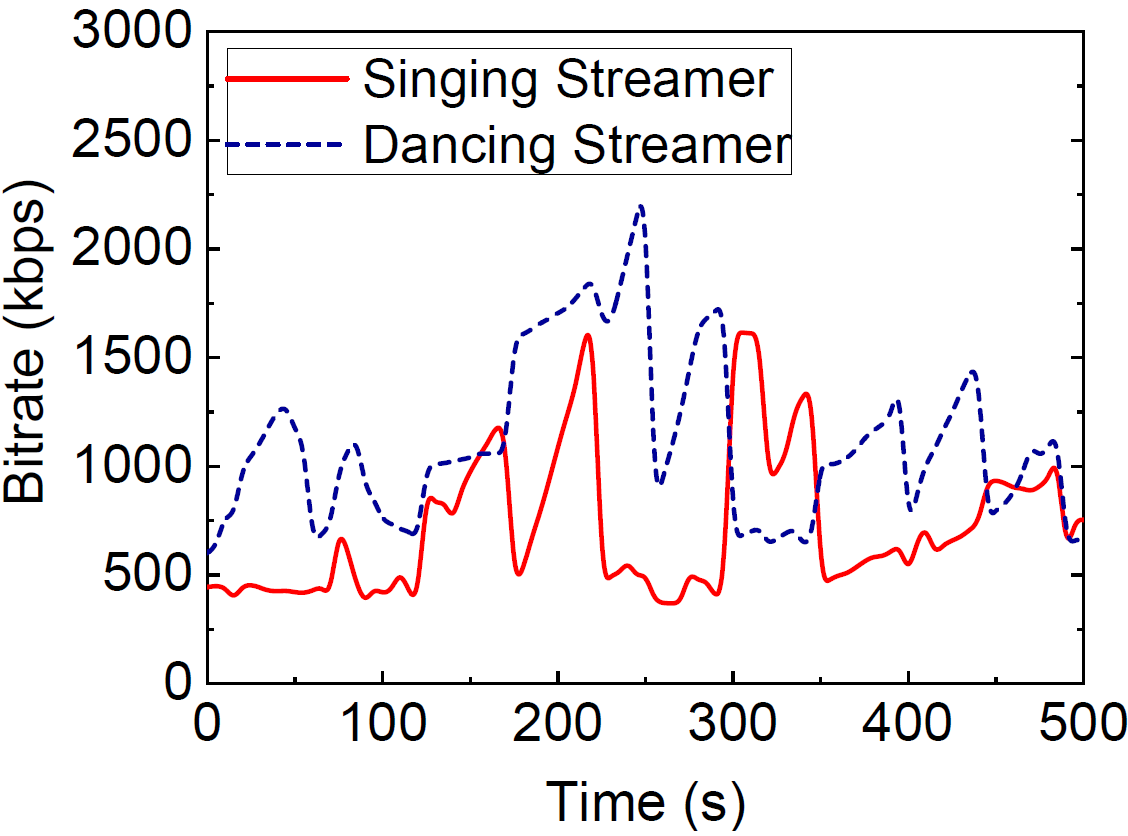 3000
2500
2000
1500
1000
500
0
Bitrate (kbps)
Singing Streamer
Dancing Streamer
0 100 200 300 400 500
Time (s)